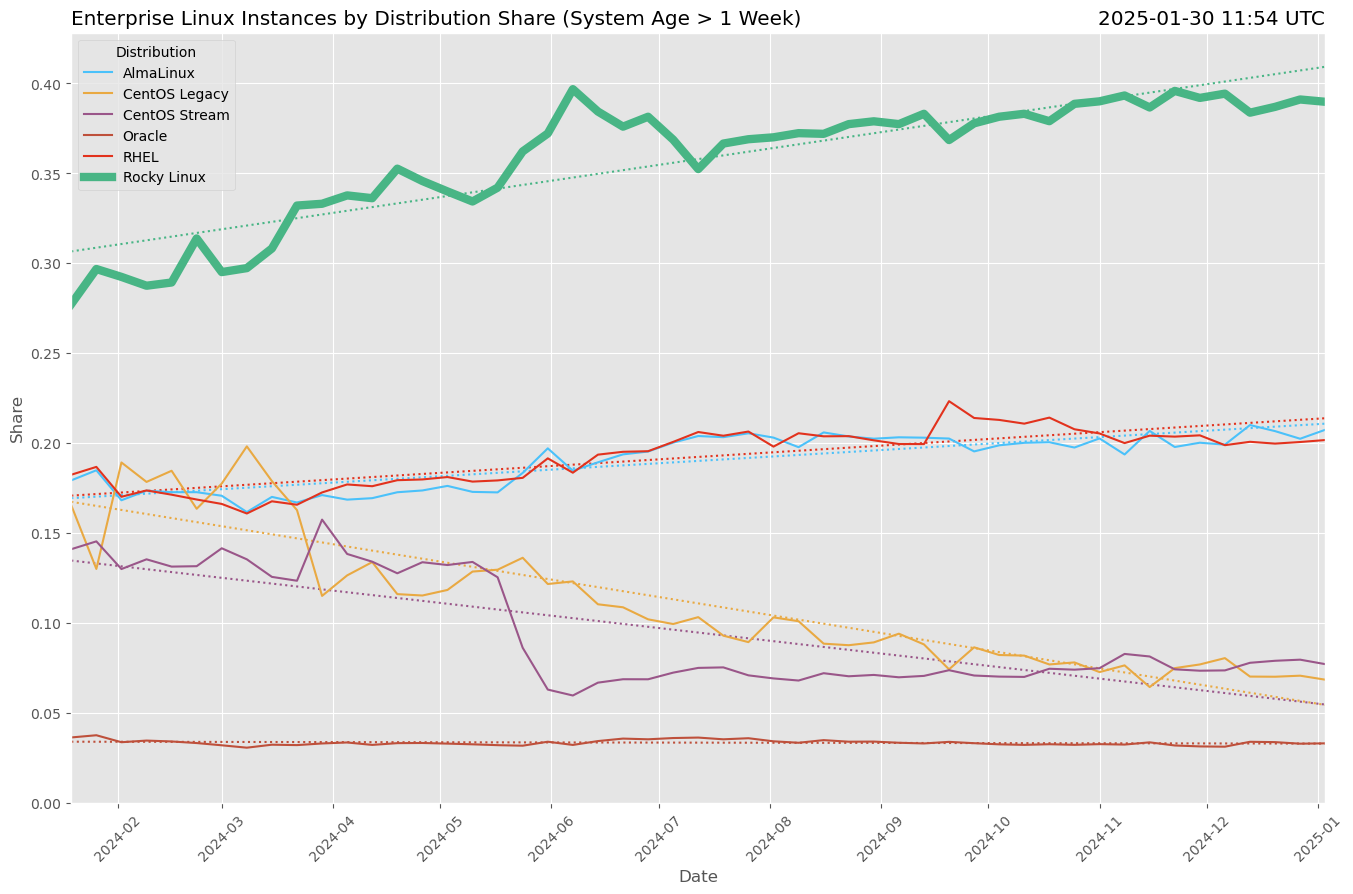 Enterprise Linux Instances by Distribution Share (System Age > 1 Week)
2025-01-30 11:54 UTC
Distribution
AlmaLinux
CentOS Legacy
CentOS Stream
Oracle
RHEL
Rocky Linux
Share
0.40
0.35
0.30
0.25
0.20
0.15
0.10
0.05
0.00
2024-02
2024-03
2024-04
2024-05
2024-06
2024-07
2024-08
2024-09
2024-10
2024-11
2024-12
2025-01
Date